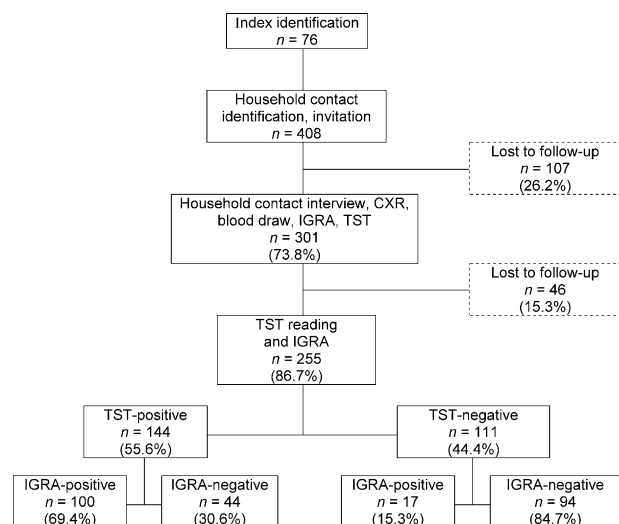 Index identification
n = 76
Household contact
identification, invitation
n = 408
Lost to follow-up
n = 107
(26.2%)
Household contact interview, CXR,
blood draw, IGRA, TST
n = 301
(73.8%)
Lost to follow-up
n = 46
(15.3%)
TST reading
and IGRA
n = 255
(86.7%)
TST-positive
n = 144
(55.6%)
TST-negative
n = 111
(44.4%)
IGRA-positive
n = 100
(69.4%)
IGRA-negative
n = 44
(30.6%)
IGRA-positive
n = 17
(15.3%)
IGRA-negative
n = 94
(84.7%)